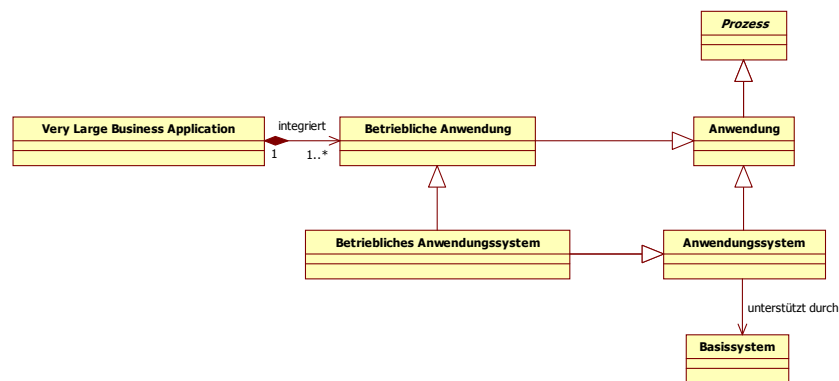 Prozess
Very Large Business Application
integriert
Betriebliche Anwendung
Anwendung
1
1..*
Betriebliches Anwendungssystem
Anwendungssystem
unterstützt durch
Basissystem